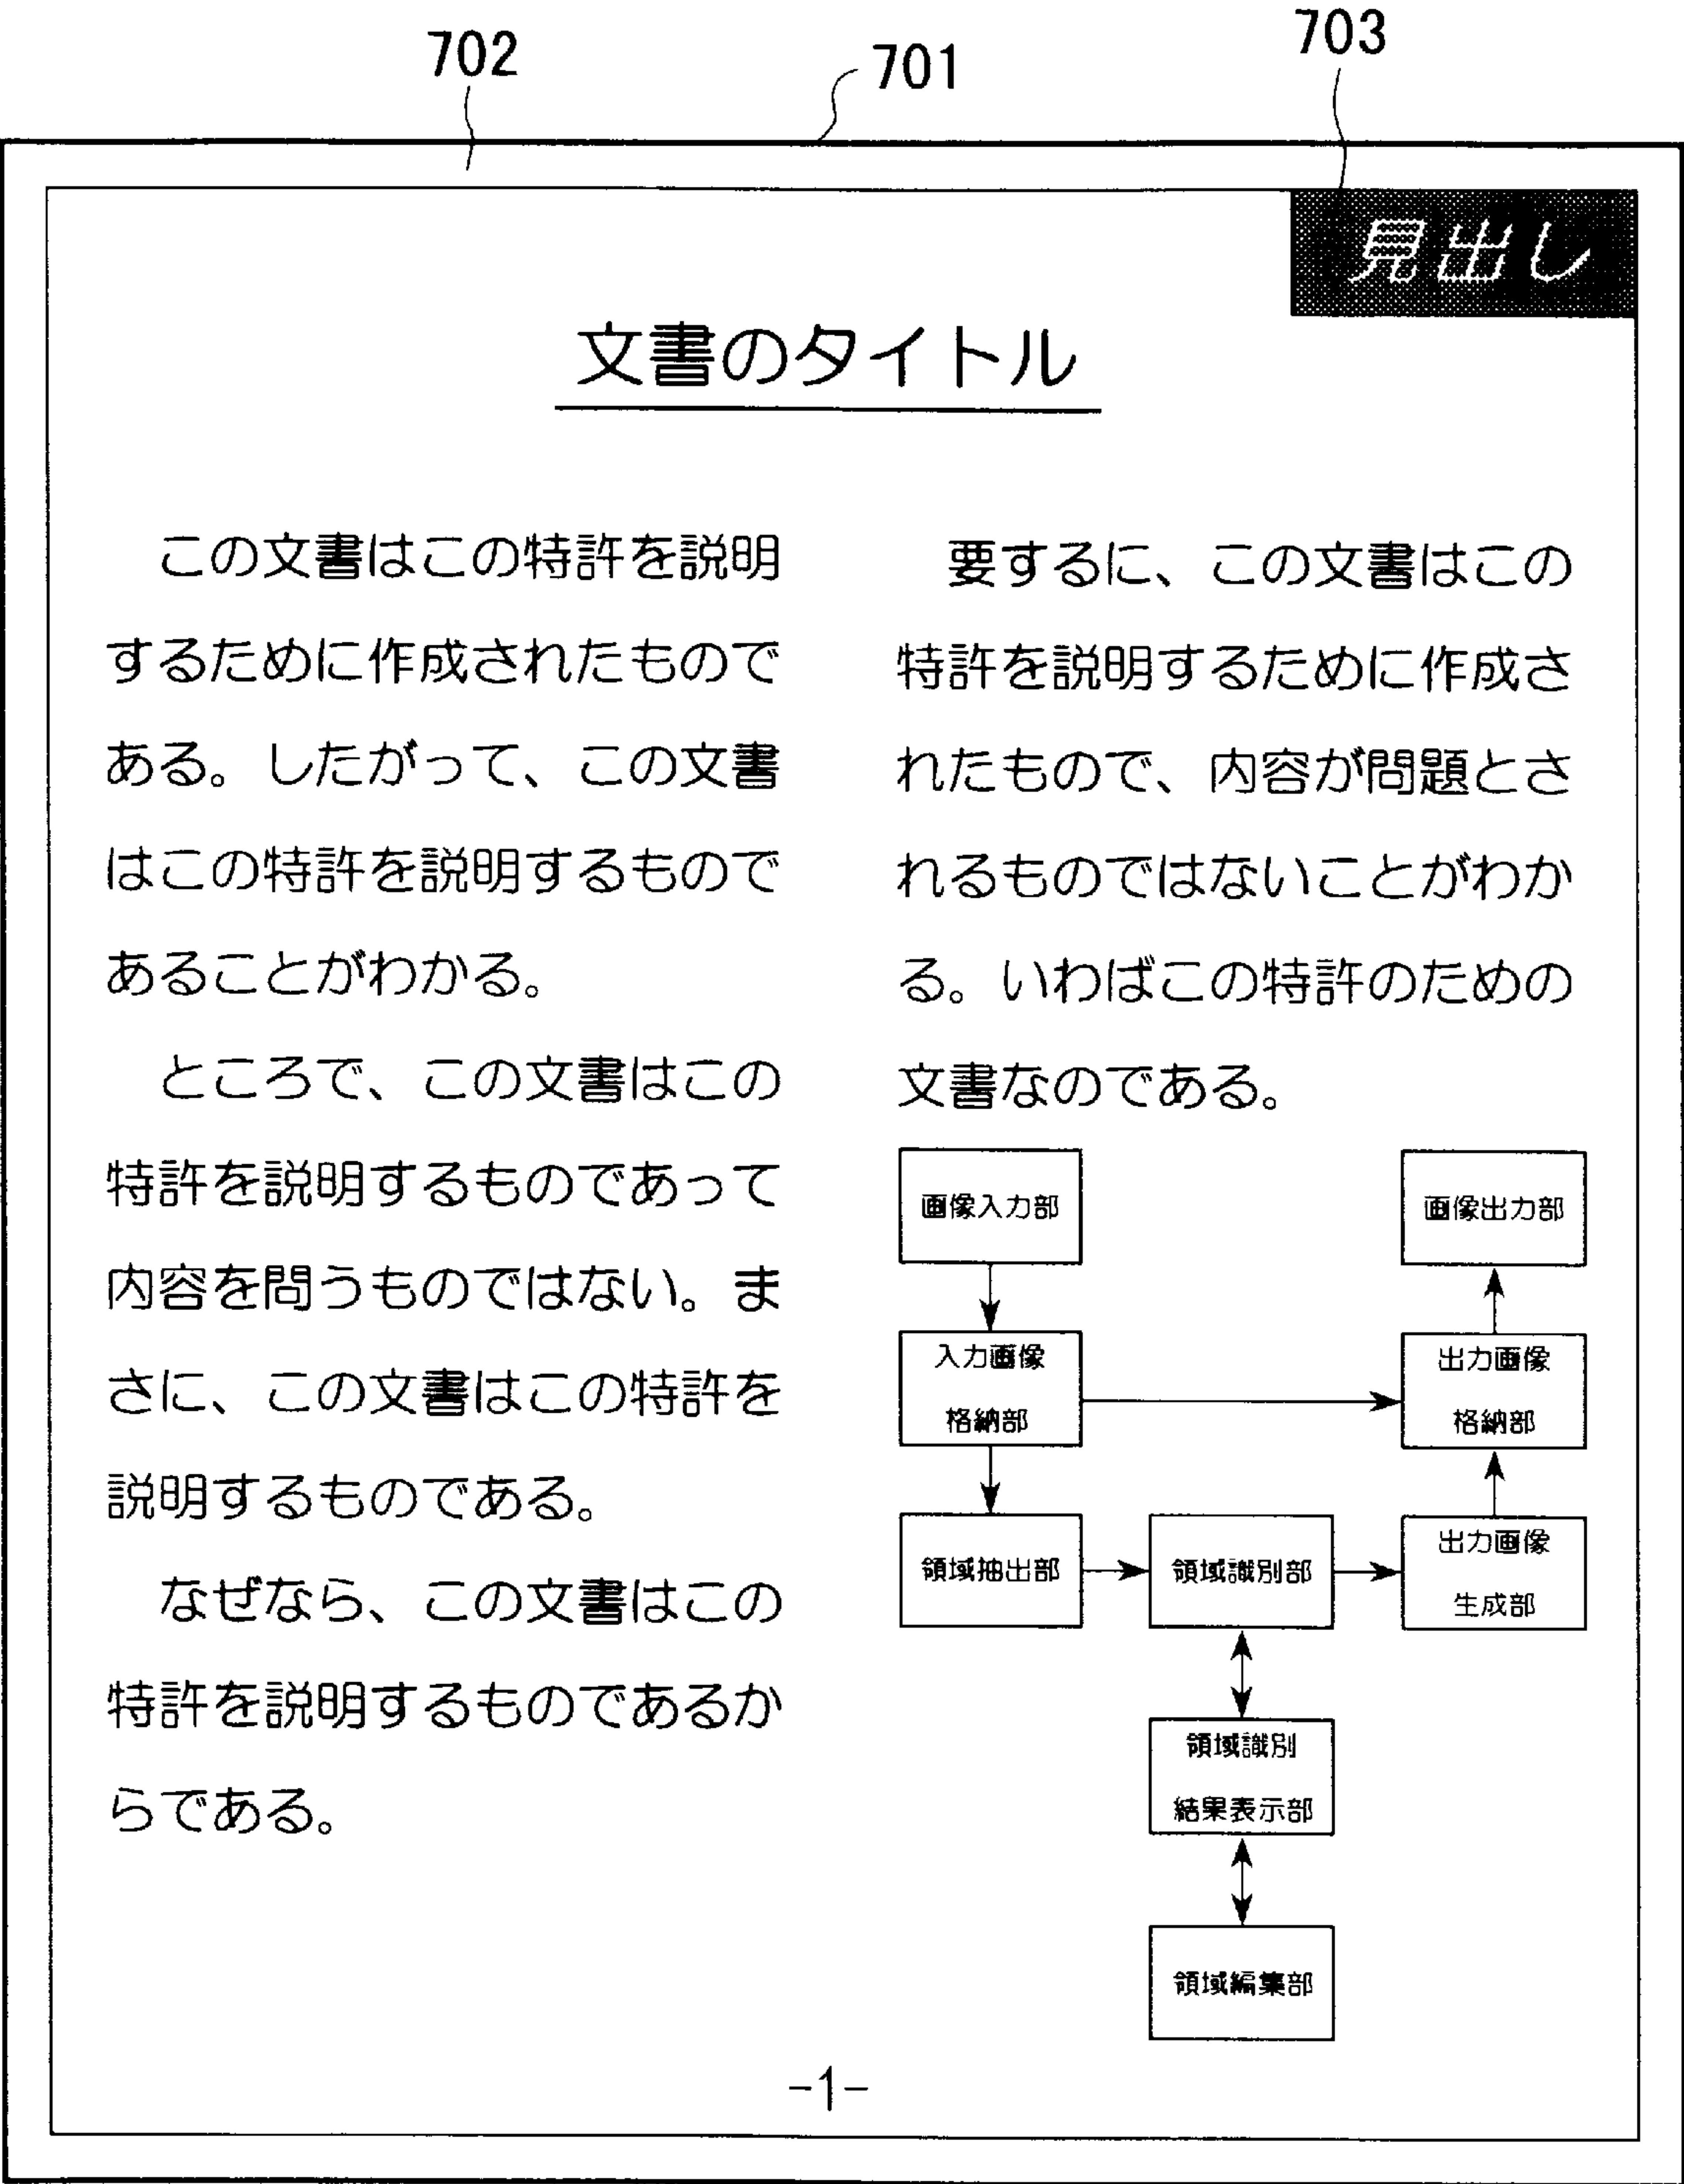 702
701
703
見出し
文書のタイトル
この文書はこの特許を説明
するために作成されたもので
ある。したがって、この文書
はこの特許を説明するもので
あることがわかる。
ところで、この文書はこの
特許を説明するものであって
内容を問うものではない。ま
さに、この文書はこの特許を
説明するものである。
なぜなら、この文書はこの
特許を説明するものであるか
らである。
要するに、この文書はこの
特許を説明するために作成さ
れたもので、内容が問題とさ
れるものではないことがわか
る。いわばこの特許のための
文書なのである。
画像入力部
画像出力部
入力画像
格納部
出力画像
格納部
領域抽出部
領域識別部
出力画像
生成部
領域識別
結果表示部
領域編集部
-1-